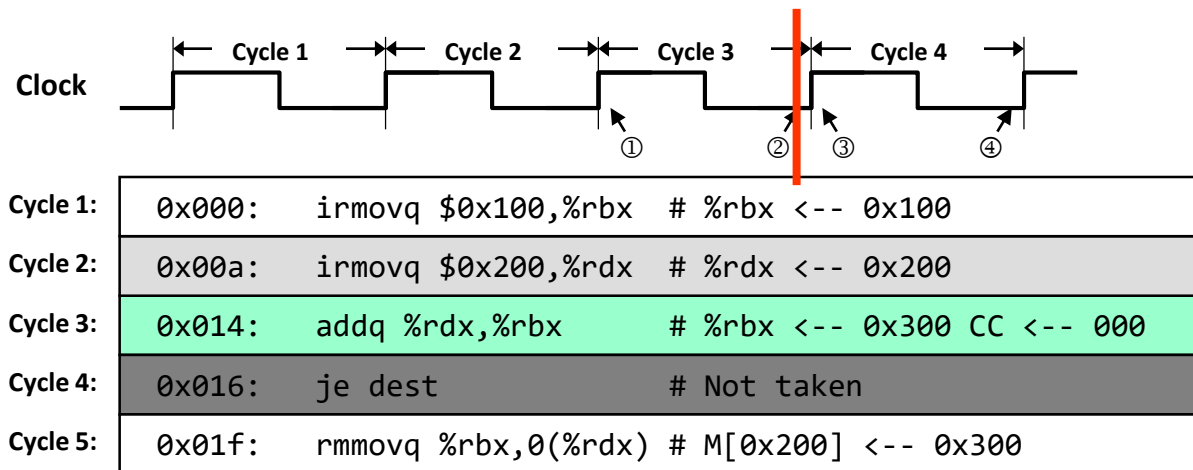 Cycle 1 Cycle 2 Cycle 3 Cycle 4
Clock
① ② ③ ④
Cycle 1: 0x000: irmovq $0x100,%rbx # %rbx <-- 0x100
Cycle 2: 0x00a: irmovq $0x200,%rdx # %rdx <-- 0x200
Cycle 3: 0x014: addq %rdx,%rbx # %rbx <-- 0x300 CC <-- 000
Cycle 4: 0x016: je dest # Not taken
Cycle 5: 0x01f: rmmovq %rbx,0(%rdx) # M[0x200] <-- 0x300